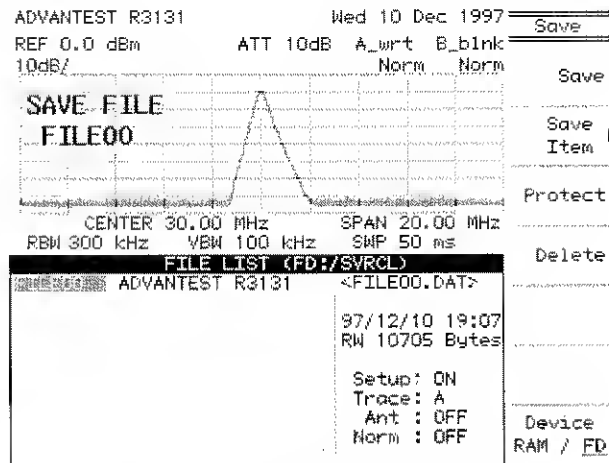 ADVANTEST R3131 Wed 10 Dec 1997
REF 0.0 dBm ATT 10dB A_wrt B_blnk
10dB/ Norm Norm
SAVE FILE
FILE00
CENTER 30.00 MHz SPAN 20.00 MHz
RBW 300 kHz VBW 100 kHz SWP 50 ms
FILE LIST (FD:/SVRCL)
ADVANTEST R3131 <FILE00.DAT>
97/12/10 19:07
RW 10705 Bytes
Setup: ON
Trace: A
Ant : OFF
Norm : OFF
Save
Save
Save
Item
Protect
Delete
Device
RAM / FD